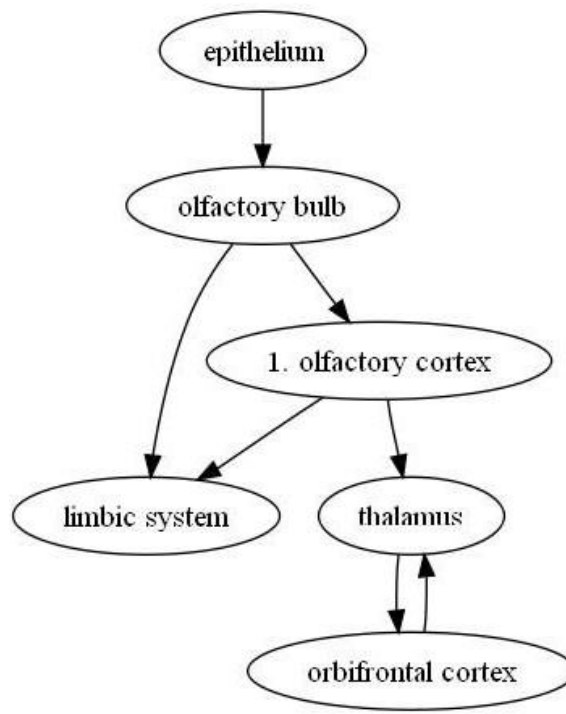 epithelium
olfactory bulb
1. olfactory cortex
limbic system
thalamus
orbifrontal cortex